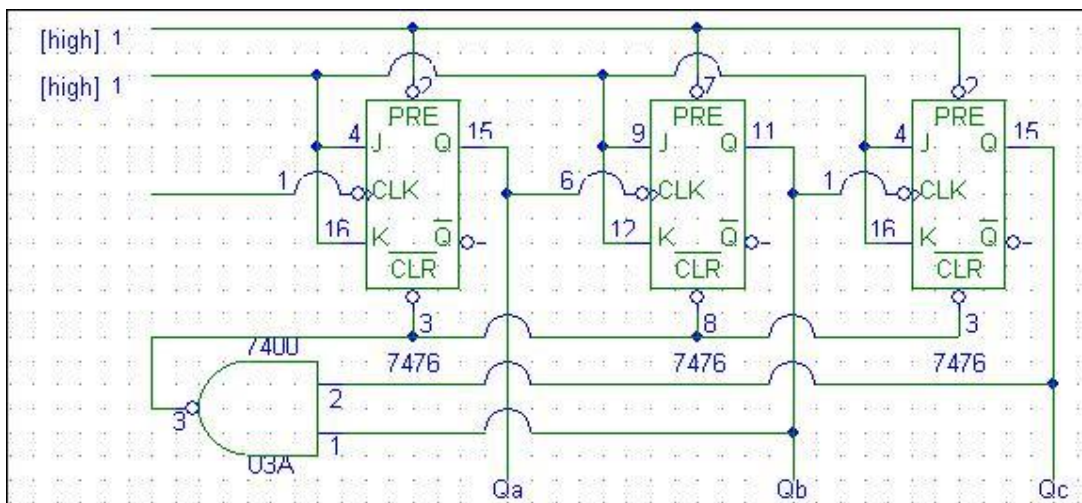 [high] 1
[high] 1
2
7
2
4
PRE
15
J
Q
1
CLK
16
K
Q
CLR
3
7476
9
PRE
11
J
Q
6
CLK
12
K
Q
CLR
8
7476
4
PRE
15
J
Q
1
CLK
16
K
Q
CLR
3
7476
7400
2
3
1
U3A
Qa
Qb
Qc